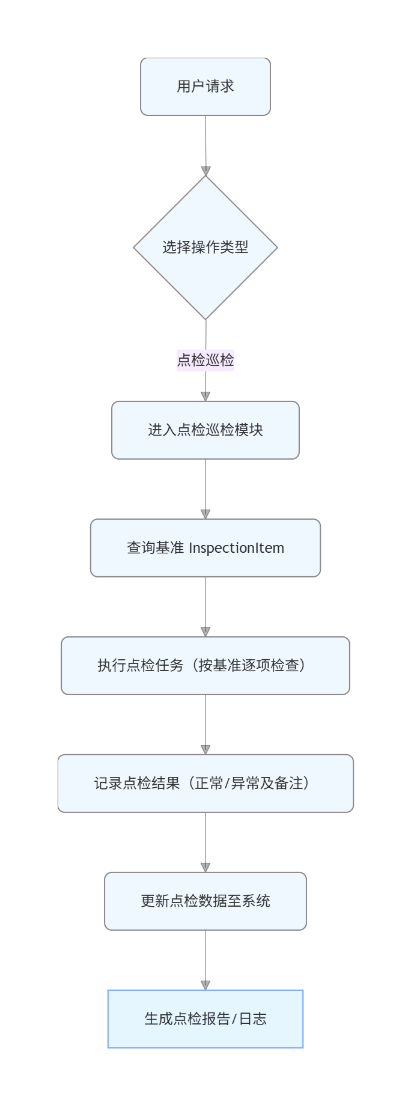 用户请求
选择操作类型
点检巡检
进入点检巡检模块
查询基准 InspectionItem
执行点检任务（按基准逐项检查）
记录点检结果（正常/异常及备注）
更新点检数据至系统
生成点检报告/日志